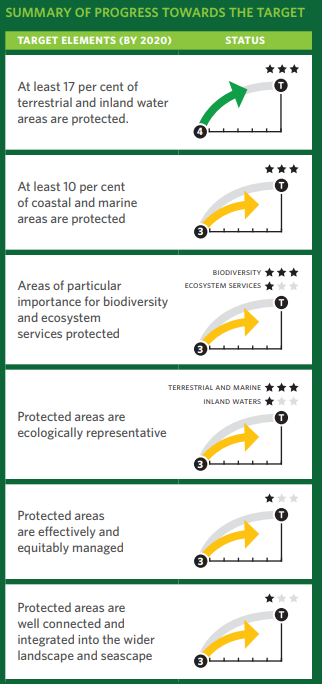 SUMMARY OF PROGRESS TOWARDS THE TARGET
TARGET ELEMENTS (BY 2020) STATUS
At least 17 per cent of
terrestrial and inland water
areas are protected.
T
4
At least 10 per cent
of coastal and marine
areas are protected
T
3
BIODIVERSITY
ECOSYSTEM SERVICES
Areas of particular
importance for biodiversity
and ecosystem
services protected
T
3
TERRESTRIAL AND MARINE
INLAND WATERS
Protected areas are
ecologically representative
T
3
Protected areas
are effectively and
equitably managed
T
3
Protected areas are
well connected and
integrated into the wider
landscape and seascape
T
3